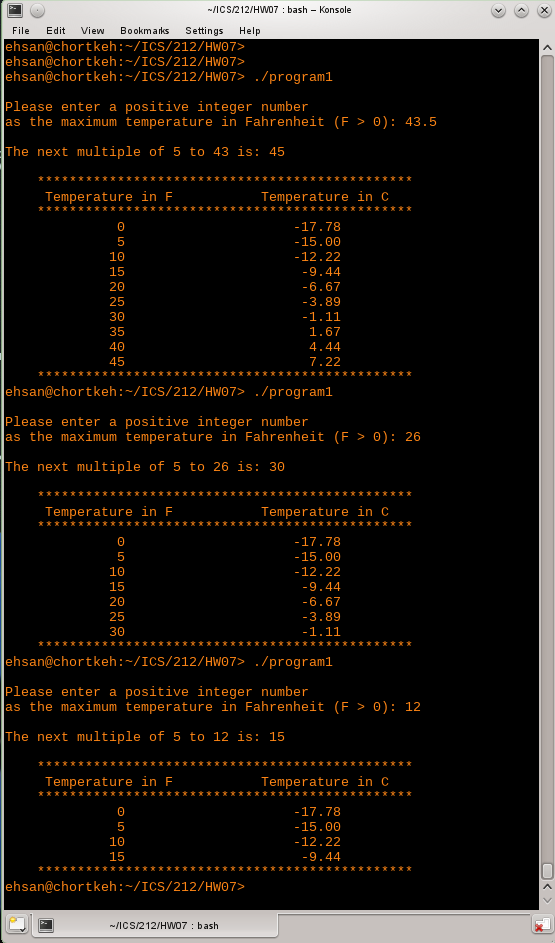 ~/ICS/212/HW07 : bash – Konsole
File Edit View Bookmarks Settings Help
ehsan@chortkeh:~/ICS/212/HW07>
ehsan@chortkeh:~/ICS/212/HW07>
ehsan@chortkeh:~/ICS/212/HW07> ./program1
Please enter a positive integer number
as the maximum temperature in Fahrenheit (F > 0): 43.5
The next multiple of 5 to 43 is: 45
***********************************************
Temperature in F Temperature in C
***********************************************
0 -17.78
5 -15.00
10 -12.22
15 -9.44
20 -6.67
25 -3.89
30 -1.11
35 1.67
40 4.44
45 7.22
***********************************************
ehsan@chortkeh:~/ICS/212/HW07> ./program1
Please enter a positive integer number
as the maximum temperature in Fahrenheit (F > 0): 26
The next multiple of 5 to 26 is: 30
***********************************************
Temperature in F Temperature in C
***********************************************
0 -17.78
5 -15.00
10 -12.22
15 -9.44
20 -6.67
25 -3.89
30 -1.11
***********************************************
ehsan@chortkeh:~/ICS/212/HW07> ./program1
Please enter a positive integer number
as the maximum temperature in Fahrenheit (F > 0): 12
The next multiple of 5 to 12 is: 15
***********************************************
Temperature in F Temperature in C
***********************************************
0 -17.78
5 -15.00
10 -12.22
15 -9.44
***********************************************
ehsan@chortkeh:~/ICS/212/HW07>
~/ICS/212/HW07 : bash